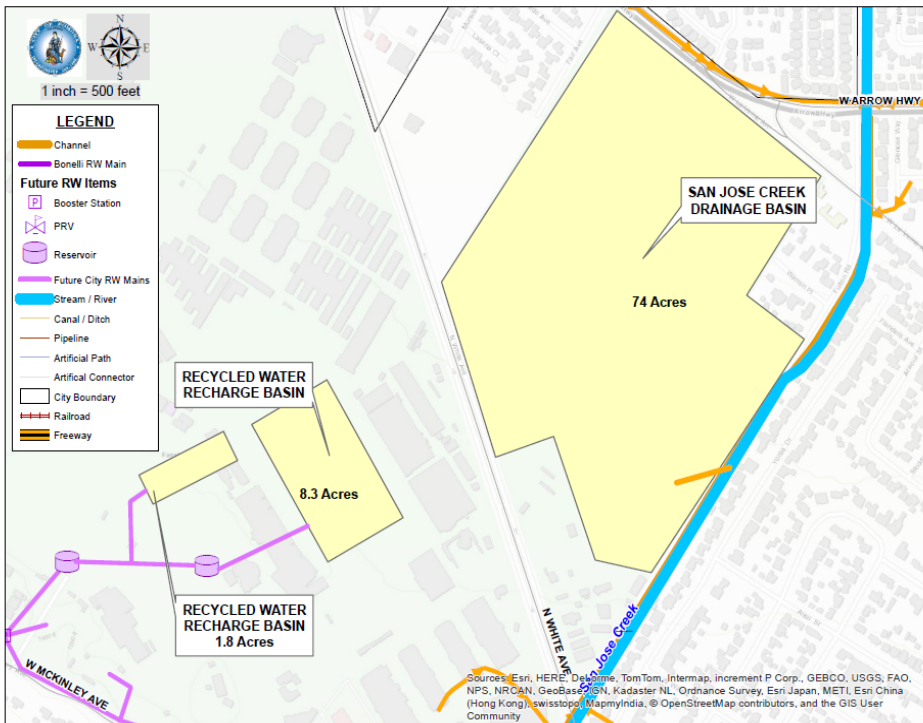 N
W E
S
1 inch = 500 feet
LEGEND
Channel
Bonelli RW Main
Future RW Items
P Booster Station
PRV
Reservoir
Future City RW Mains
Stream / River
Canal / Ditch
Pipeline
Artificial Path
Artifical Connector
City Boundary
Railroad
Freeway
W ARROW HWY
SAN JOSE CREEK
DRAINAGE BASIN
74 Acres
RECYCLED WATER
RECHARGE BASIN
8.3 Acres
RECYCLED WATER
RECHARGE BASIN
1.8 Acres
N White Ave
N WHITE AVE
San Jose Creek
W MCKINLEY AVE
Sources: Esri, HERE, DeLorme, TomTom, Intermap, increment P Corp., GEBCO, USGS, FAO,
NPS, NRCAN, GeoBase, IGN, Kadaster NL, Ordnance Survey, Esri Japan, METI, Esri China
(Hong Kong), swisstopo, MapmyIndia, © OpenStreetMap contributors, and the GIS User
Community